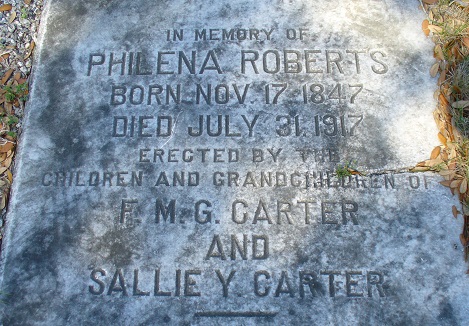 IN MEMORY OF
PHILENA ROBERTS
BORN NOV. 17 1847
DIED JULY 31, 1917
ERECTED BY THE
CHILDREN AND GRANDCHILDREN OF
F. M. G. CARTER
AND
SALLIE Y. CARTER